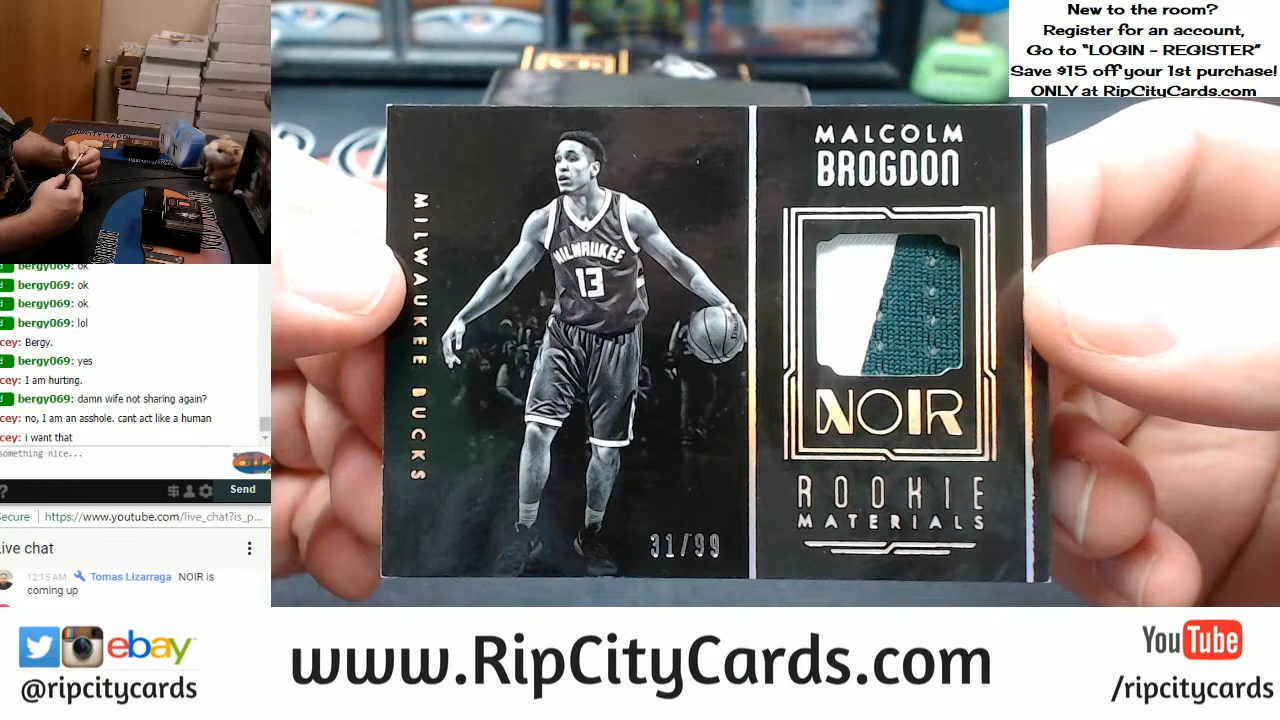 New to the room?
Register for an account,
Go to "LOGIN - REGISTER"
Save $15 off your 1st purchase!
ONLY at RipCityCards.com
MALCOLM
BROGDON
MILWAUKEE BUCKS
MILWAUKEE
13
NOIR
ROOKIE
MATERIALS
31/99
bergy069: ok
bergy069: ok
bergy069: ok
bergy069: lol
cey: Bergy.
bergy069: yes
cey: I am hurting.
bergy069: damn wife not sharing again?
cey: no, I am an asshole. cant act like a human
cey: i want that
something nice...
Send
Secure https://www.youtube.com/live_chat?is_p...
Live chat
12:15 AM Tomas Lizarraga NOIR is
coming up
ebay
@ripcitycards
www.RipCityCards.com
YouTube
/ripcitycards